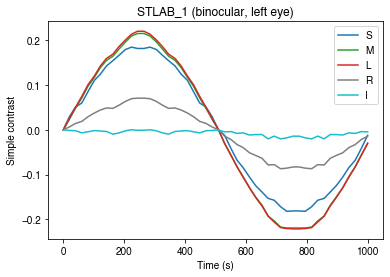 STLAB_1 (binocular, left eye)
Simple contrast
0.2
0.1
0.0
−0.1
−0.2
S
M
L
R
I
0
200
400
600
800
1000
Time (s)